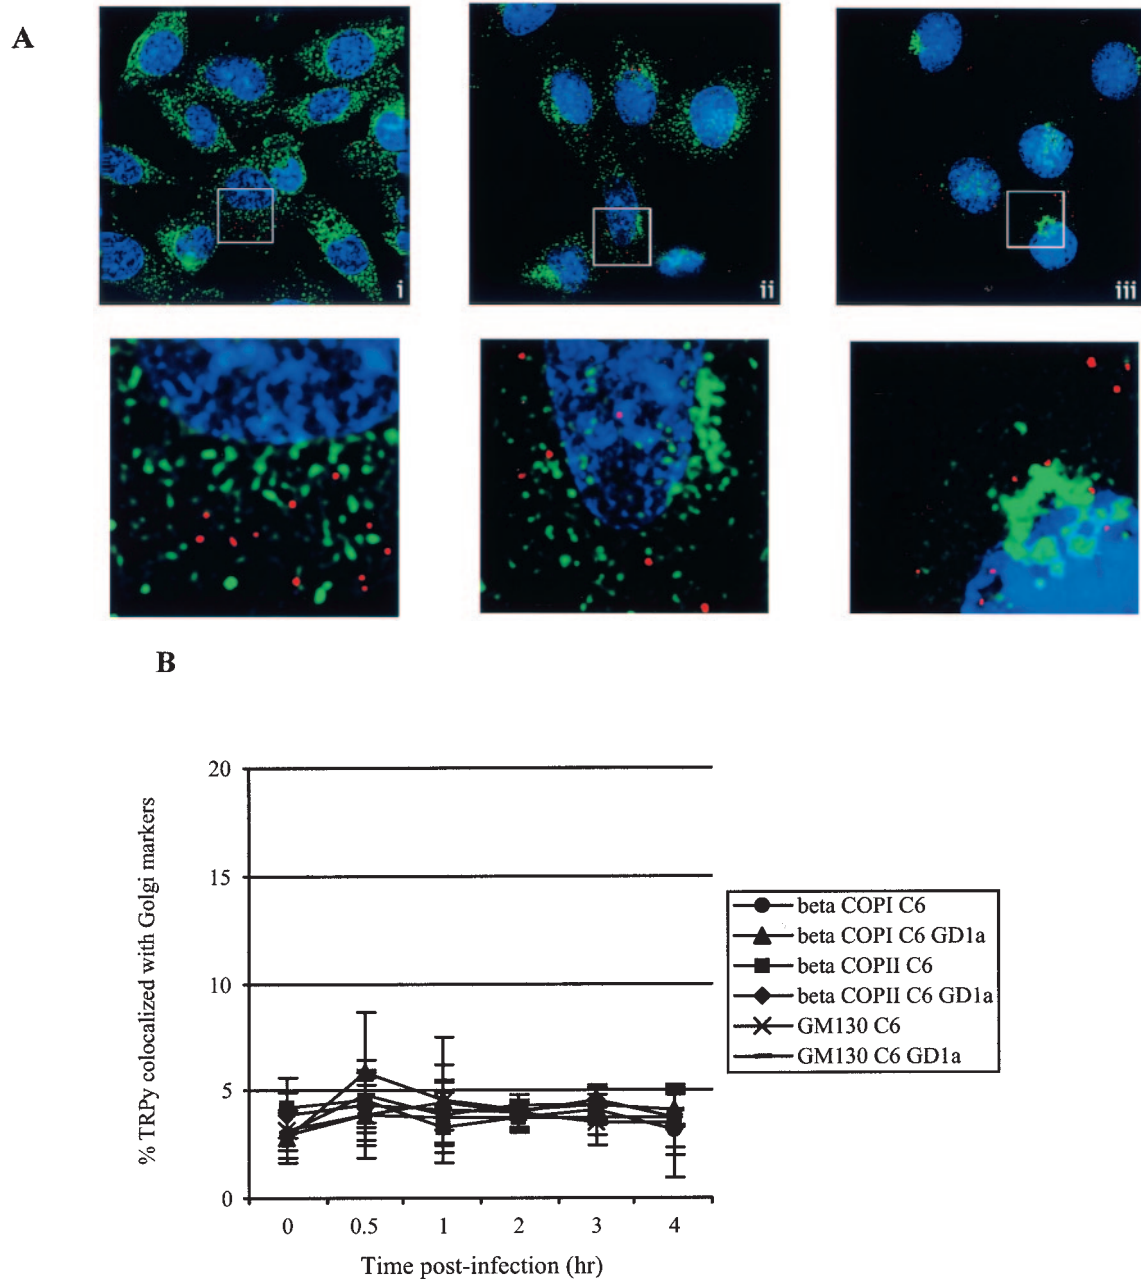 A
i
ii
iii
B
% TRPy colocalized with Golgi markers
20
15
10
5
0
0 0.5 1 2 3 4
Time post-infection (hr)
beta COPI C6
beta COPI C6 GD1a
beta COPII C6
beta COPII C6 GD1a
GM130 C6
GM130 C6 GD1a